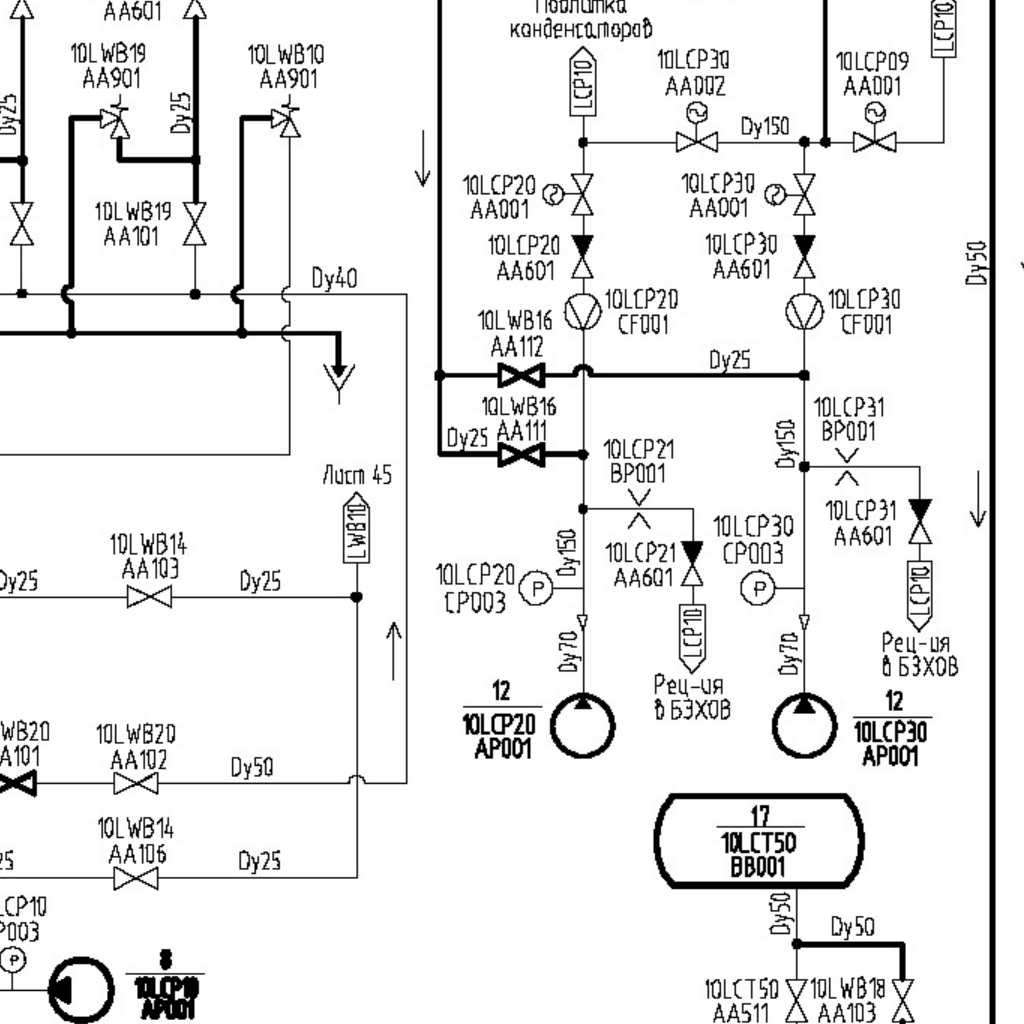 AA601
10LWB19
AA901
10LWB10
AA901
Dy25
Dy25
10LWB19
AA101
Dy40
Подпитка
конденсаторов
LCP10
10LCP30
AA002
10LCP09
AA001
LCP10
Dy150
10LCP20
AA001
10LCP30
AA001
10LCP20
AA601
10LCP30
AA601
Dy50
10LCP20
CF001
10LCP30
CF001
10LWB16
AA112
Dy25
10LWB16
AA111
Dy25
10LCP31
BP001
Dy150
10LCP21
BP001
Лист 45
LWB10
10LCP31
AA601
10LCP30
CP003
P
10LWB14
AA103
Dy25
Dy25
Dy150
10LCP21
AA601
10LCP20
CP003
P
LCP10
LCP10
Dy70
Dy70
Рец-ия
в БЗХОВ
Рец-ия
в БЗХОВ
12
10LCP20
AP001
12
10LCP30
AP001
WB20
A101
10LWB20
AA102
Dy50
17
10LCT50
BB001
10LWB14
AA106
25
Dy25
LCP10
P003
P
8
10LCP10
AP001
Dy50
Dy50
10LCT50
AA511
10LWB18
AA103